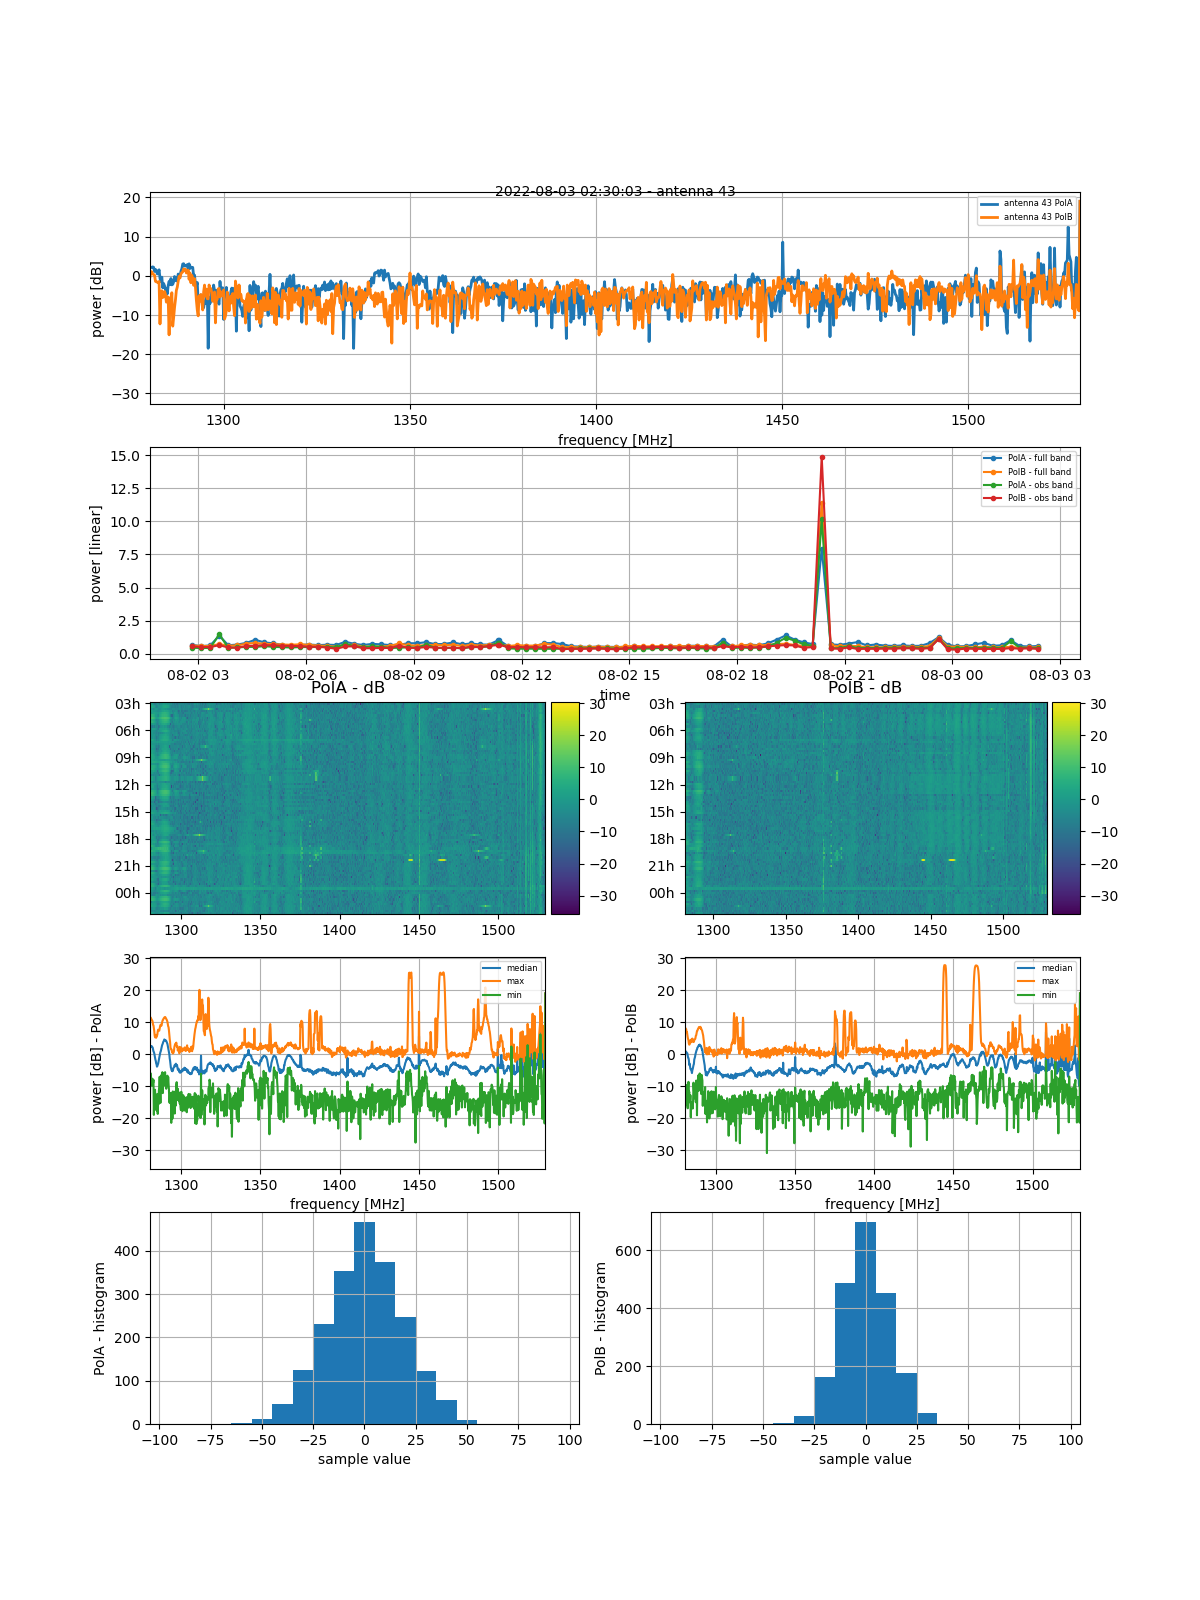 2022-08-03 02:30:03 - antenna 43
20
10
0
−10
−20
−30
power [dB]
antenna 43 PolA
antenna 43 PolB
1300 1350 1400 1450 1500
frequency [MHz]
15.0
12.5
10.0
7.5
5.0
2.5
0.0
power [linear]
PolA - full band
PolB - full band
PolA - obs band
PolB - obs band
08-02 03 08-02 06 08-02 09 08-02 12 08-02 15 08-02 18 08-02 21 08-03 00 08-03 03
time
PolA - dB
03h
06h
09h
12h
15h
18h
21h
00h
1300 1350 1400 1450 1500
30
20
10
0
−10
−20
−30
PolB - dB
03h
06h
09h
12h
15h
18h
21h
00h
1300 1350 1400 1450 1500
30
20
10
0
−10
−20
−30
30
20
10
0
−10
−20
−30
power [dB] - PolA
median
max
min
1300 1350 1400 1450 1500
frequency [MHz]
30
20
10
0
−10
−20
−30
power [dB] - PolB
median
max
min
1300 1350 1400 1450 1500
frequency [MHz]
400
300
200
100
0
PolA - histogram
−100 −75 −50 −25 0 25 50 75 100
sample value
600
400
200
0
PolB - histogram
−100 −75 −50 −25 0 25 50 75 100
sample value